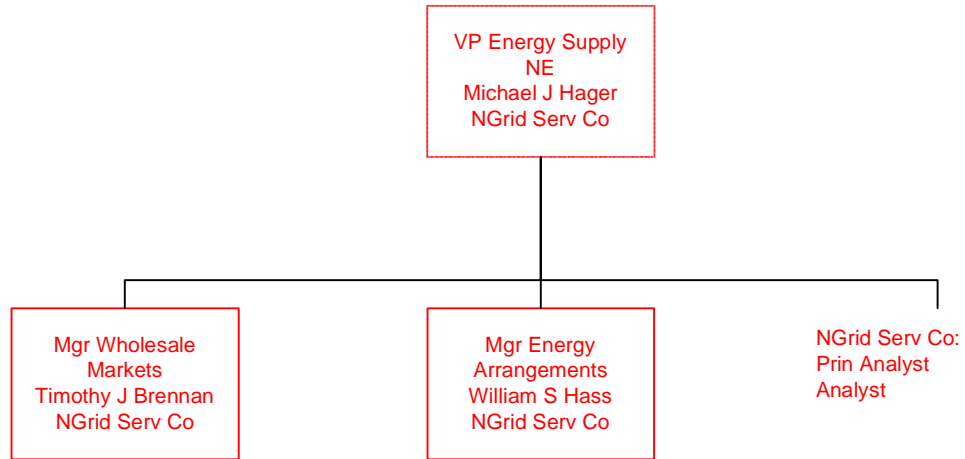 VP Energy Supply
NE
Michael J Hager
NGrid Serv Co
Mgr Wholesale
Markets
Timothy J Brennan
NGrid Serv Co
Mgr Energy
Arrangements
William S Hass
NGrid Serv Co
NGrid Serv Co:
Prin Analyst
Analyst